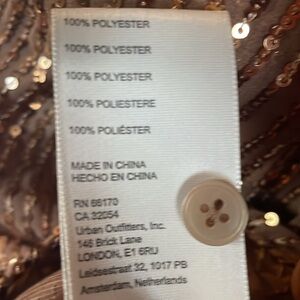 100% POLYESTER
100% POLYESTER
100% POLYESTER
100% POLIESTERE
100% POLIÉSTER
MADE IN CHINA
HECHO EN CHINA
RN 66170
CA 32054
Urban Outfitters, Inc.
146 Brick Lane
LONDON, E1 6RU
Leidsestraat 32, 1017 PB
Amsterdam, Netherlands